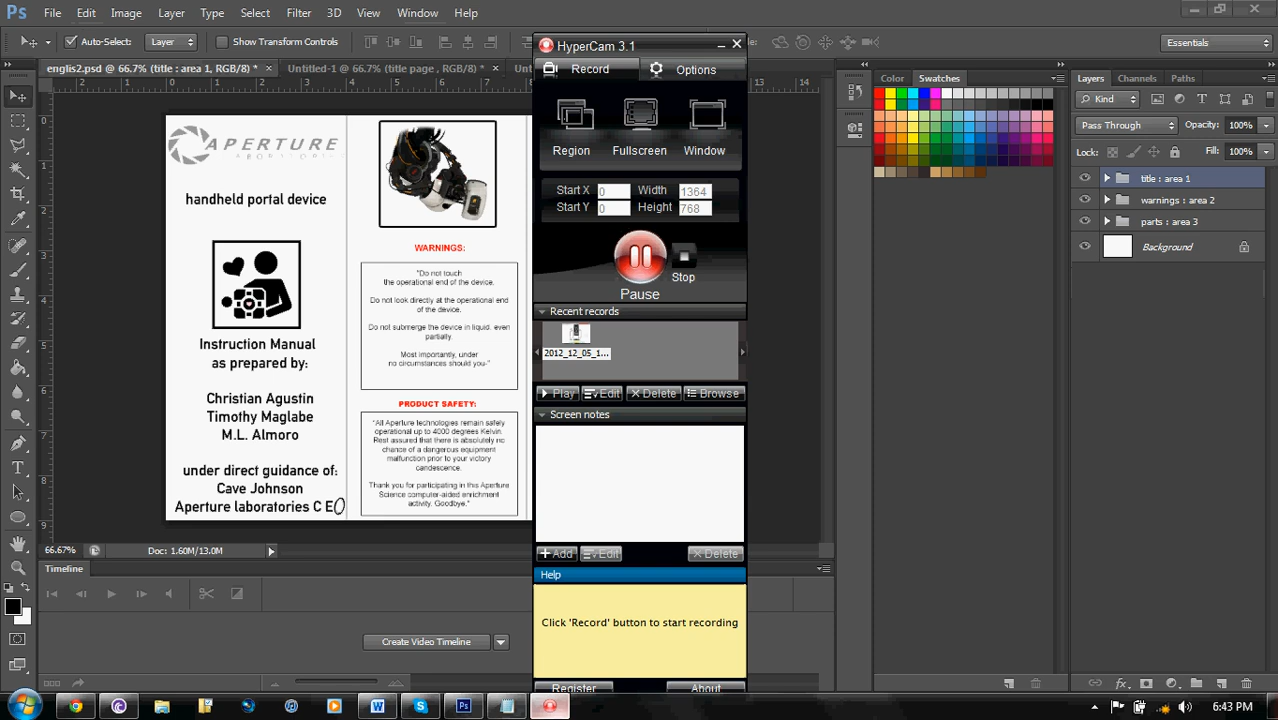 Ps File Edit Image Layer Type Select Filter 3D View Window Help
Auto-Select: Layer Show Transform Controls Essentials
englis2.psd @ 66.7% (title : area 1, RGB/8) * × Untitled-1 @ 66.7% (title page , RGB/8) * ×
HyperCam 3.1
Record Options
Region Fullscreen Window
Start X 0 Width 1364
Start Y 0 Height 768
Pause
Stop
Recent records
2012_12_05_1...
Play Edit Delete Browse
Screen notes
Add Edit Delete
Help
Click 'Record' button to start recording
Register About
APERTURE
LABORATORIES
handheld portal device
Instruction Manual
as prepared by:
Christian Agustin
Timothy Maglabe
M.L. Almoro
under direct guidance of:
Cave Johnson
Aperture laboratories C EO
WARNINGS:
"Do not touch
the operational end of the device.
Do not look directly at the operational end
of the device.
Do not submerge the device in liquid, even
partially.
Most importantly, under
no circumstances should you-"
PRODUCT SAFETY:
"All Aperture technologies remain safely
operational up to 4000 degrees Kelvin.
Rest assured that there is absolutely no
chance of a dangerous equipment
malfunction prior to your victory
candescence.
Thank you for participating in this Aperture
Science computer-aided enrichment
activity. Goodbye."
66.67% Doc: 1.60M/13.0M
Timeline
Create Video Timeline
Color Swatches
Layers Channels Paths
Kind
Pass Through Opacity: 100%
Lock: Fill: 100%
title : area 1
warnings : area 2
parts : area 3
Background
6:43 PM